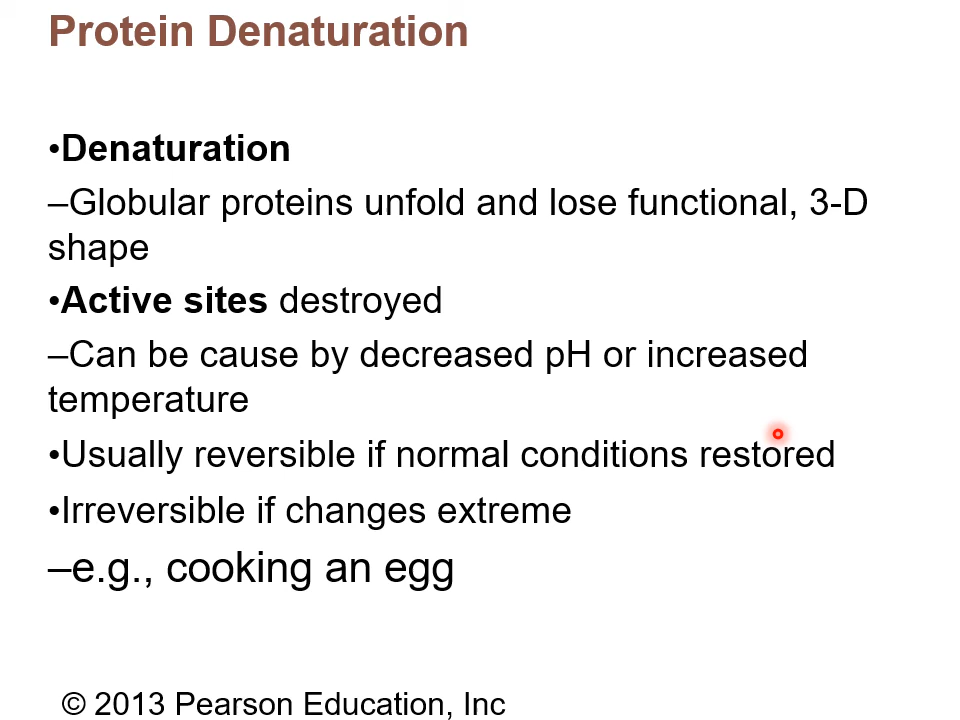 Protein Denaturation
•Denaturation
–Globular proteins unfold and lose functional, 3-D
shape
•Active sites destroyed
–Can be cause by decreased pH or increased
temperature
•Usually reversible if normal conditions restored
•Irreversible if changes extreme
–e.g., cooking an egg
© 2013 Pearson Education, Inc